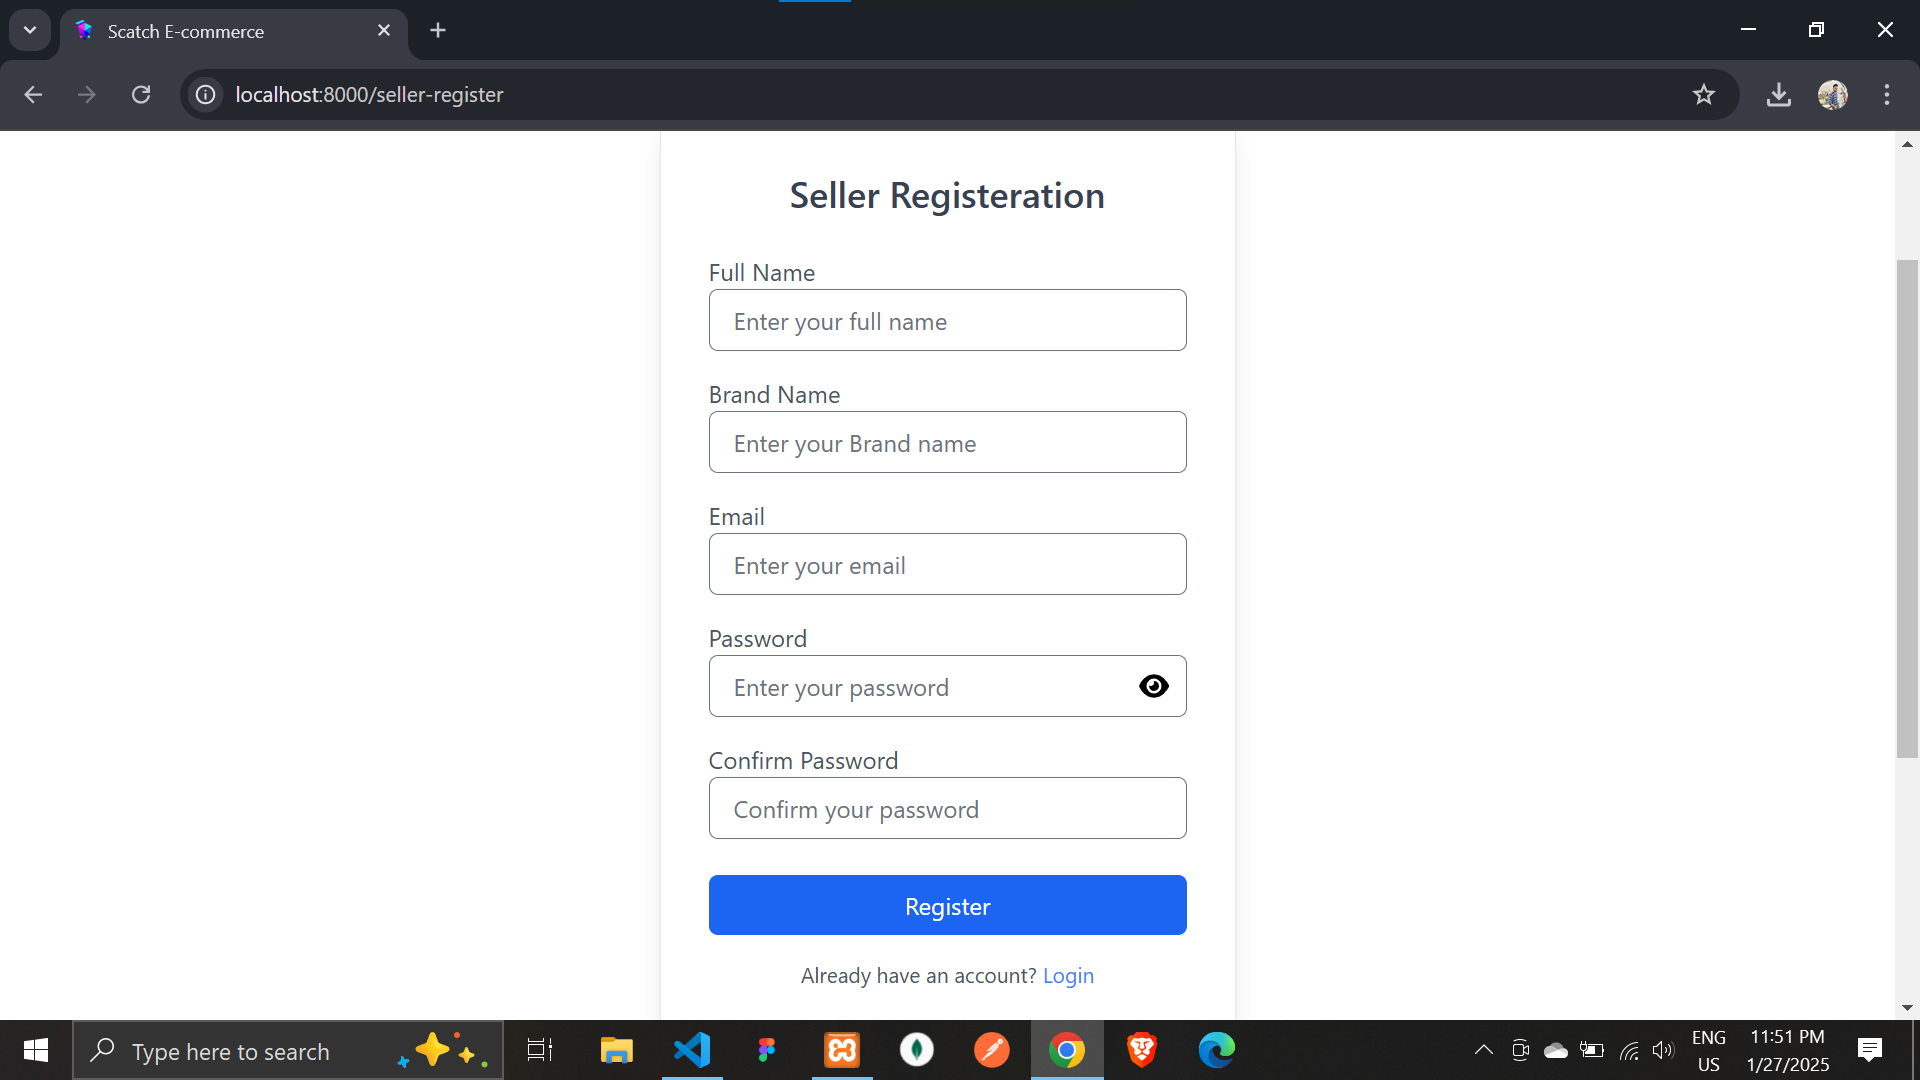 Scatch E-commerce
localhost:8000/seller-register
Seller Registeration
Full Name
Enter your full name
Brand Name
Enter your Brand name
Email
Enter your email
Password
Enter your password
Confirm Password
Confirm your password
Register
Already have an account? Login
Type here to search
ENG
US
11:51 PM
1/27/2025